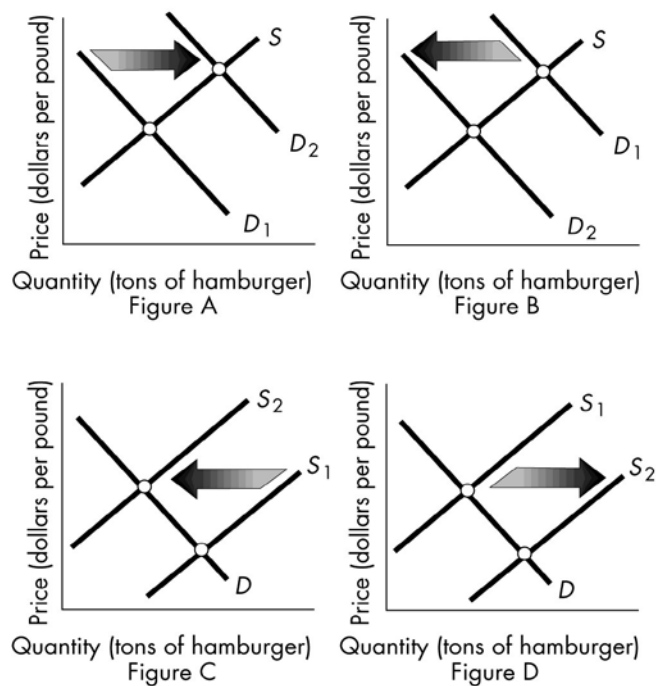 Price (dollars per pound)
S
D2
D1
Quantity (tons of hamburger)
Figure A
Price (dollars per pound)
S
D1
D2
Quantity (tons of hamburger)
Figure B
Price (dollars per pound)
S2
S1
D
Quantity (tons of hamburger)
Figure C
Price (dollars per pound)
S1
S2
D
Quantity (tons of hamburger)
Figure D